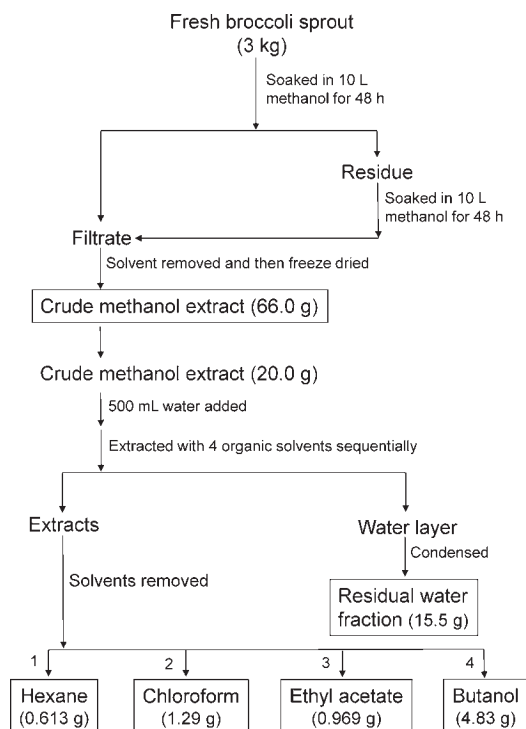 Fresh broccoli sprout
(3 kg)
Soaked in 10 L
methanol for 48 h
Residue
Soaked in 10 L
methanol for 48 h
Filtrate
Solvent removed and then freeze dried
Crude methanol extract (66.0 g)
Crude methanol extract (20.0 g)
500 mL water added
Extracted with 4 organic solvents sequentially
Extracts
Water layer
Condensed
Solvents removed
Residual water
fraction (15.5 g)
1
2
3
4
Hexane
(0.613 g)
Chloroform
(1.29 g)
Ethyl acetate
(0.969 g)
Butanol
(4.83 g)